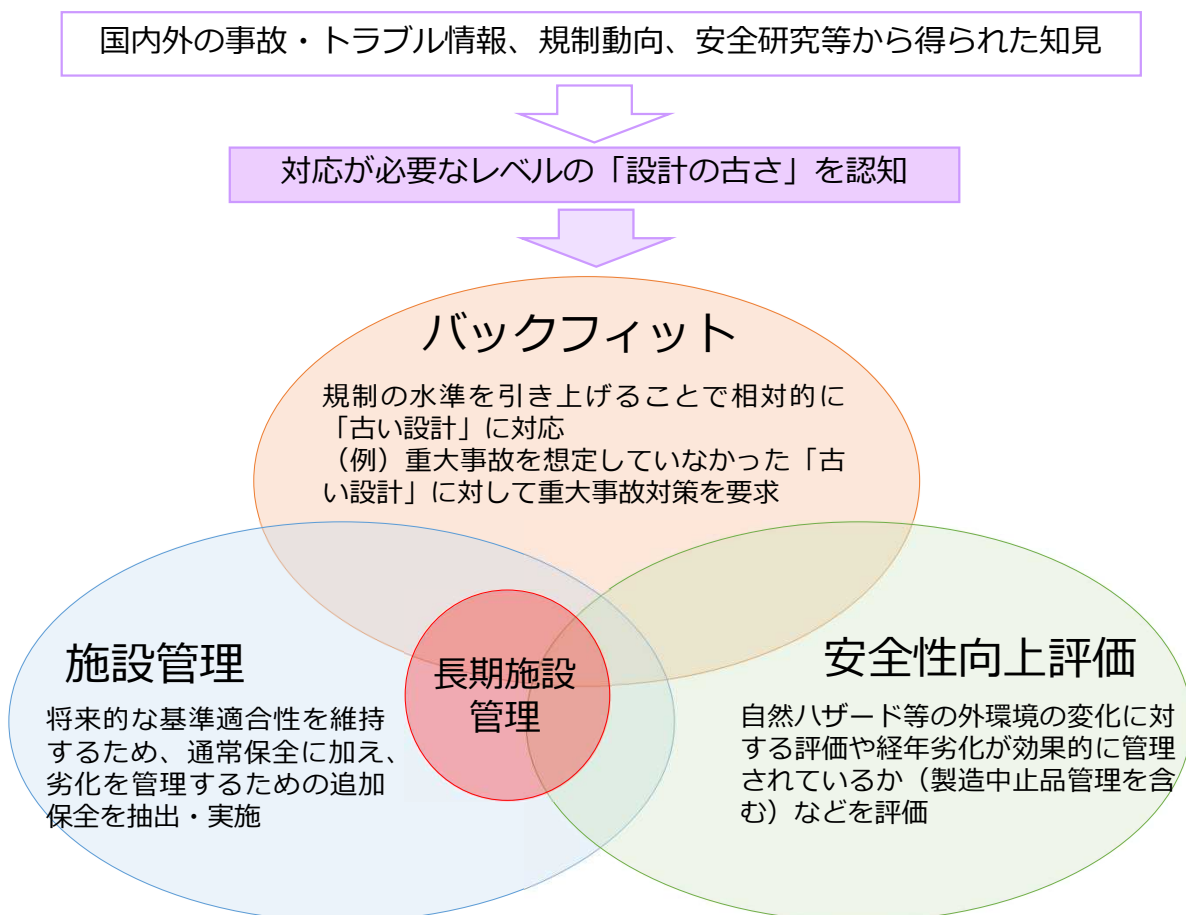 国内外の事故・トラブル情報、規制動向、安全研究等から得られた知見
対応が必要なレベルの「設計の古さ」を認知
バックフィット
規制の水準を引き上げることで相対的に
「古い設計」に対応
（例）重大事故を想定していなかった「古
い設計」に対して重大事故対策を要求
施設管理
将来的な基準適合性を維持
するため、通常保全に加え、
劣化を管理するための追加
保全を抽出・実施
長期施設
管理
安全性向上評価
自然ハザード等の外環境の変化に対
する評価や経年劣化が効果的に管理
されているか（製造中止品管理を含
む）などを評価